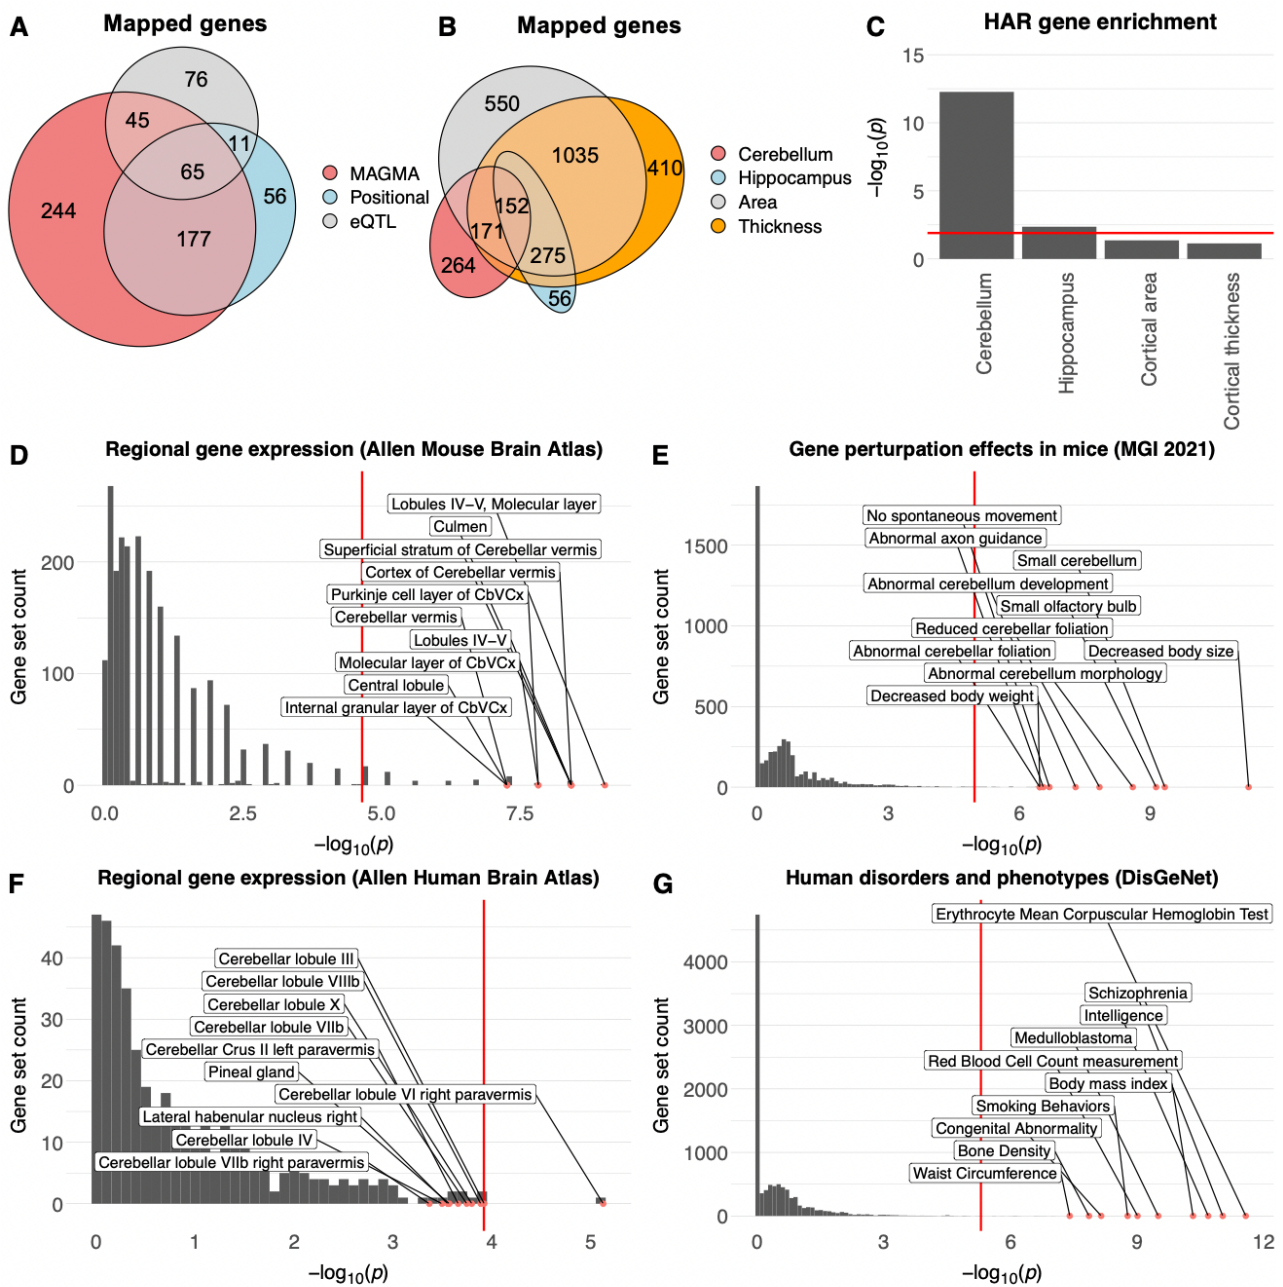 A
Mapped genes
76
45
11
65
244
56
177
MAGMA
Positional
eQTL
B
Mapped genes
550
1035
410
152
171
275
264
56
Cerebellum
Hippocampus
Area
Thickness
C
HAR gene enrichment
−log10(p)
15
10
5
0
Cerebellum
Hippocampus
Cortical area
Cortical thickness
D
Regional gene expression (Allen Mouse Brain Atlas)
Gene set count
200
100
0
Lobules IV−V, Molecular layer
Culmen
Superficial stratum of Cerebellar vermis
Cortex of Cerebellar vermis
Purkinje cell layer of CbVCx
Cerebellar vermis
Lobules IV−V
Molecular layer of CbVCx
Central lobule
Internal granular layer of CbVCx
0.0 2.5 5.0 7.5
−log10(p)
E
Gene perturpation effects in mice (MGI 2021)
Gene set count
1500
1000
500
0
No spontaneous movement
Abnormal axon guidance
Small cerebellum
Abnormal cerebellum development
Small olfactory bulb
Reduced cerebellar foliation
Abnormal cerebellar foliation
Decreased body size
Abnormal cerebellum morphology
Decreased body weight
0 3 6 9
−log10(p)
F
Regional gene expression (Allen Human Brain Atlas)
Gene set count
40
30
20
10
0
Cerebellar lobule III
Cerebellar lobule VIIIb
Cerebellar lobule X
Cerebellar lobule VIIb
Cerebellar Crus II left paravermis
Pineal gland
Cerebellar lobule VI right paravermis
Lateral habenular nucleus right
Cerebellar lobule IV
Cerebellar lobule VIIb right paravermis
0 1 2 3 4 5
−log10(p)
G
Human disorders and phenotypes (DisGeNet)
Gene set count
4000
3000
2000
1000
0
Erythrocyte Mean Corpuscular Hemoglobin Test
Schizophrenia
Intelligence
Medulloblastoma
Red Blood Cell Count measurement
Body mass index
Smoking Behaviors
Congenital Abnormality
Bone Density
Waist Circumference
0 3 6 9 12
−log10(p)